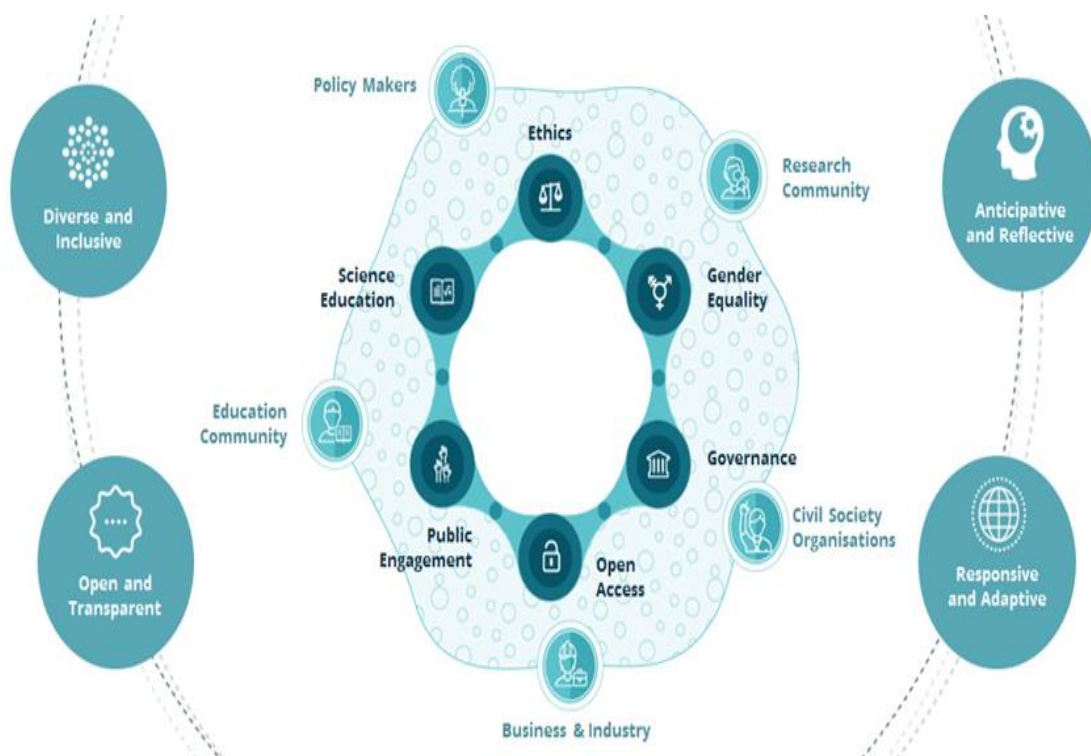 Policy Makers
Ethics
Research
Community
Diverse and
Inclusive
Anticipative
and Reflective
Science
Education
Gender
Equality
Education
Community
Governance
Civil Society
Organisations
Public
Engagement
Open
Access
Open and
Transparent
Responsive
and Adaptive
Business & Industry